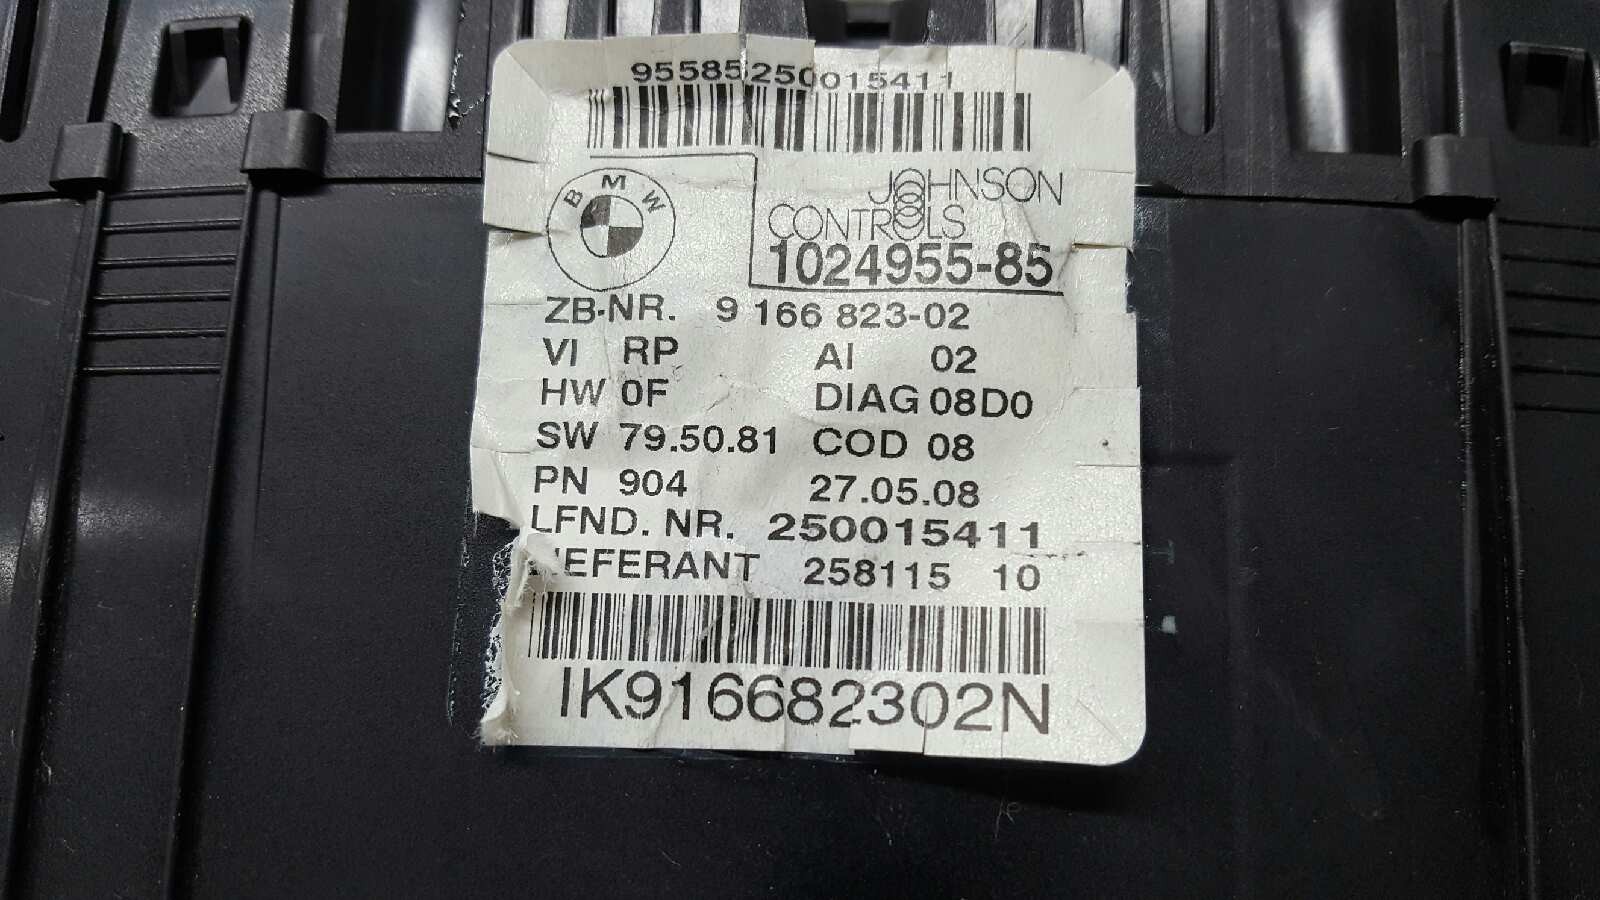 95585250015411
BMW
JOHNSON
CONTROLS
1024955-85
ZB-NR. 9 166 823-02
VI RP AI 02
HW 0F DIAG 08D0
SW 79.50.81 COD 08
PN 904 27.05.08
LFND. NR. 250015411
LIEFERANT 258115 10
IK916682302N